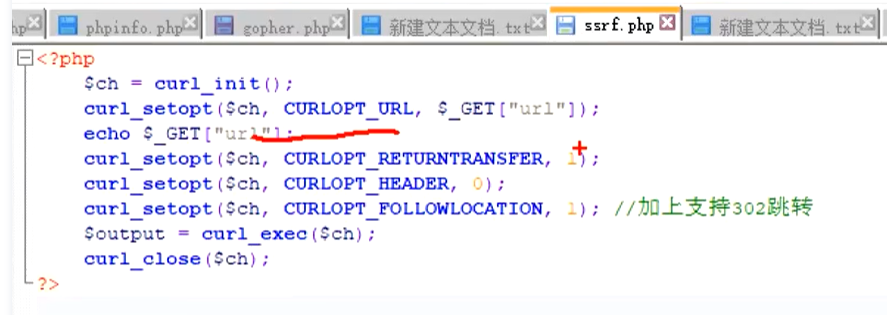 hp phpinfo.php gopher.php 新建文本文档.txt ssrf.php 新建文本文档.txt
<?php
$ch = curl_init();
curl_setopt($ch, CURLOPT_URL, $_GET["url"]);
echo $_GET["url"];
curl_setopt($ch, CURLOPT_RETURNTRANSFER, 1);
curl_setopt($ch, CURLOPT_HEADER, 0);
curl_setopt($ch, CURLOPT_FOLLOWLOCATION, 1); //加上支持302跳转
$output = curl_exec($ch);
curl_close($ch);
?>